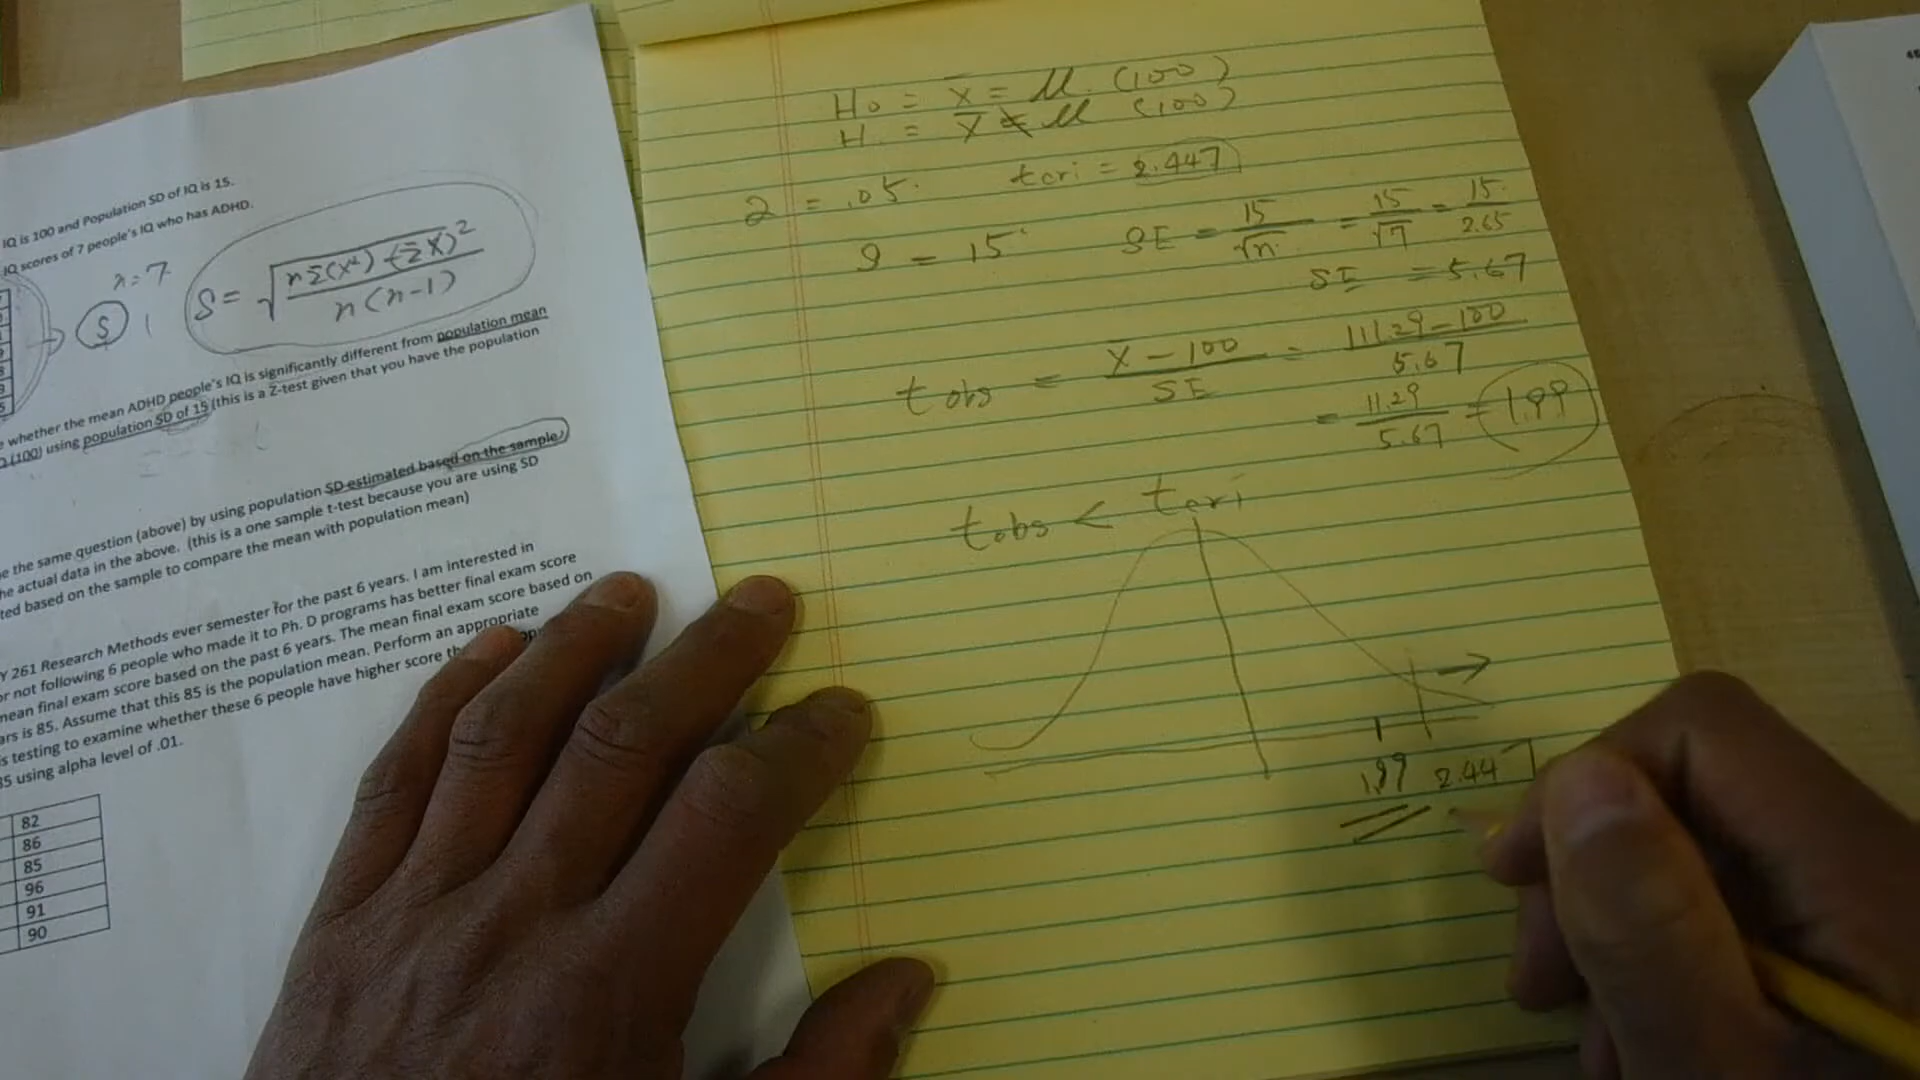 IQ is 100 and Population SD of IQ is 15.
IQ scores of 7 people's IQ who has ADHD.
n = 7
S
S = √ nΣ(X²) - (ΣX)² / n(n-1)
whether the mean ADHD people's IQ is significantly different from population mean
(100) using population SD of 15 (this is a Z-test given that you have the population
the same question (above) by using population SD estimated based on the sample
he actual data in the above. (this is a one sample t-test because you are using SD
ted based on the sample to compare the mean with population mean)
Y 261 Research Methods ever semester for the past 6 years. I am interested in
or not following 6 people who made it to Ph. D programs has better final exam score
mean final exam score based on the past 6 years. The mean final exam score based on
ars is 85. Assume that this 85 is the population mean. Perform an appropriate
s testing to examine whether these 6 people have higher score th
85 using alpha level of .01.
82
86
85
96
91
90
Ho = X̄ = M. (100)
H. = X̄ ≠ M (100)
2 = .05. tcri = 2.447
S = 15 SE = 15/√n = 15/√7 = 15/2.65
SE = 5.67
t obs = X̄ - 100 / SE = 111.29 - 100 / 5.67
= 11.29 / 5.67 = 1.99
tobs < tcri
1.99 2.447